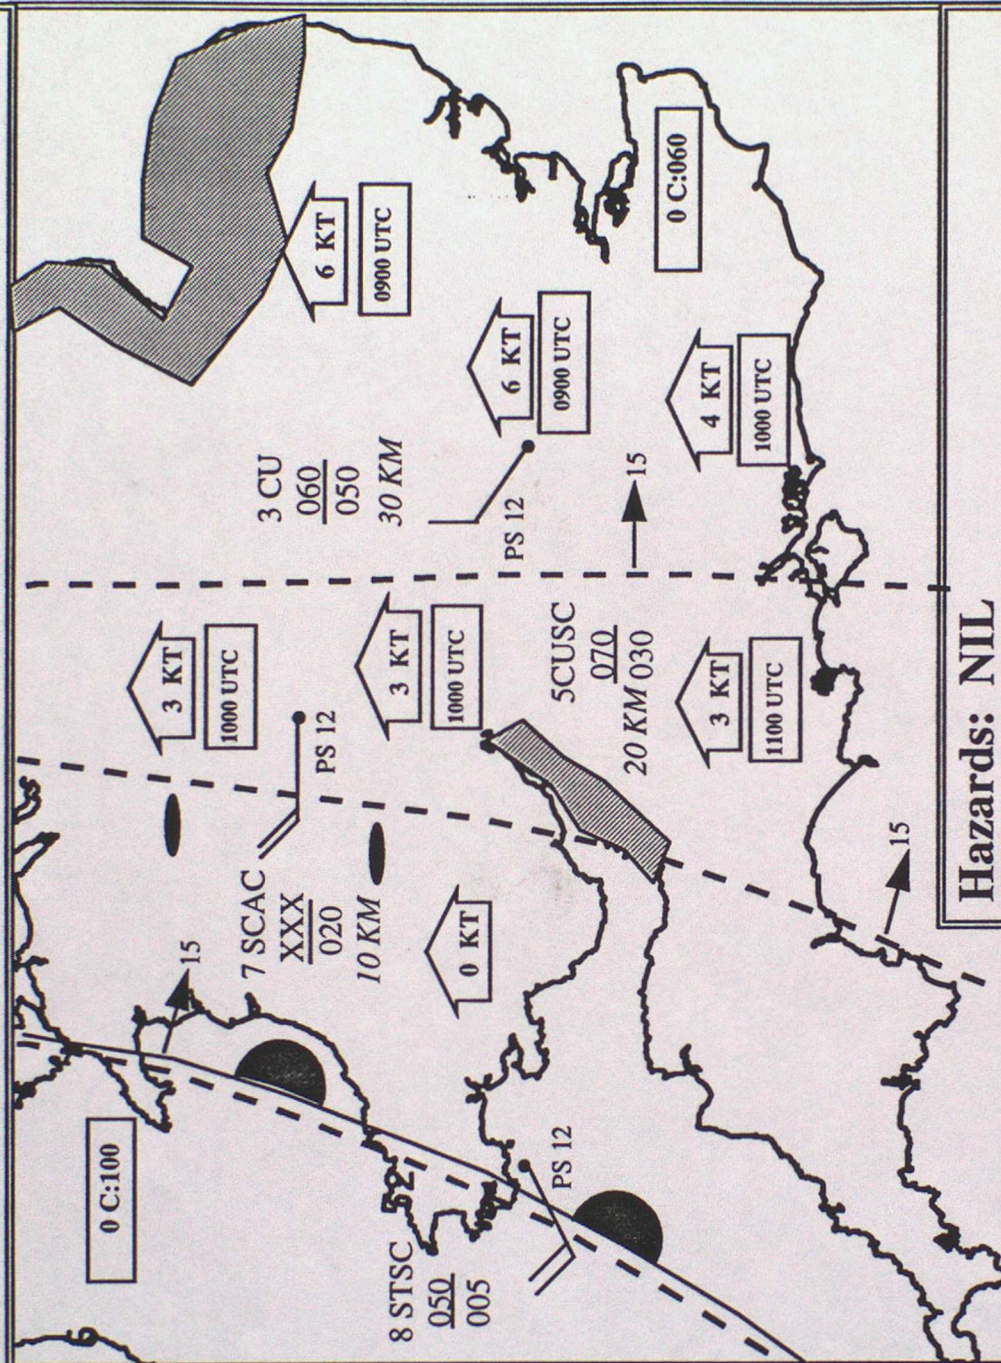 6 KT
0900 UTC
0 C:060
6 KT
0900 UTC
4 KT
1000 UTC
3 CU
060
050
30 KM
PS 12
15
3 KT
1000 UTC
3 KT
1000 UTC
PS 12
5CUSC
070
20 KM 030
3 KT
1100 UTC
7 SCAC
XXX
020
10 KM
0 KT
15
15
0 C:100
52
PS 12
8 STSC
050
005
Hazards: NIL